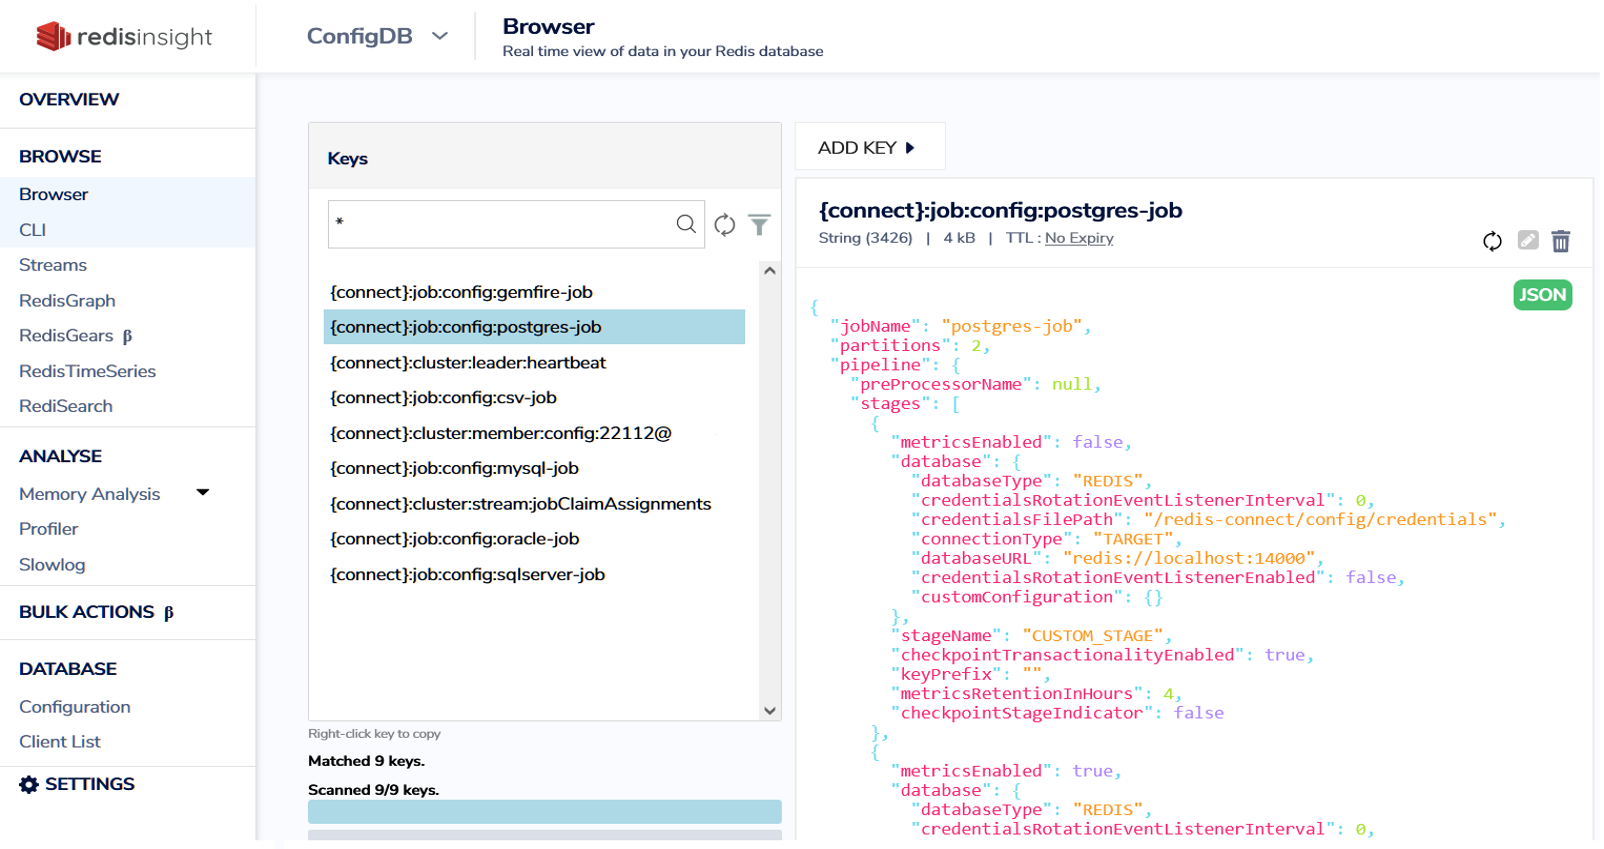 redisinsight
ConfigDB
Browser
Real time view of data in your Redis database
OVERVIEW
BROWSE
Browser
CLI
Streams
RedisGraph
RedisGears β
RedisTimeSeries
RediSearch
ANALYSE
Memory Analysis
Profiler
Slowlog
BULK ACTIONS β
DATABASE
Configuration
Client List
SETTINGS
Keys
*
{connect}:job:config:gemfire-job
{connect}:job:config:postgres-job
{connect}:cluster:leader:heartbeat
{connect}:job:config:csv-job
{connect}:cluster:member:config:22112@
{connect}:job:config:mysql-job
{connect}:cluster:stream:jobClaimAssignments
{connect}:job:config:oracle-job
{connect}:job:config:sqlserver-job
Right-click key to copy
Matched 9 keys.
Scanned 9/9 keys.
ADD KEY
{connect}:job:config:postgres-job
String (3426) | 4 kB | TTL : No Expiry
JSON
{
"jobName": "postgres-job",
"partitions": 2,
"pipeline": {
"preProcessorName": null,
"stages": [
{
"metricsEnabled": false,
"database": {
"databaseType": "REDIS",
"credentialsRotationEventListenerInterval": 0,
"credentialsFilePath": "/redis-connect/config/credentials",
"connectionType": "TARGET",
"databaseURL": "redis://localhost:14000",
"credentialsRotationEventListenerEnabled": false,
"customConfiguration": {}
},
"stageName": "CUSTOM_STAGE",
"checkpointTransactionalityEnabled": true,
"keyPrefix": "",
"metricsRetentionInHours": 4,
"checkpointStageIndicator": false
},
{
"metricsEnabled": true,
"database": {
"databaseType": "REDIS",
"credentialsRotationEventListenerInterval": 0,